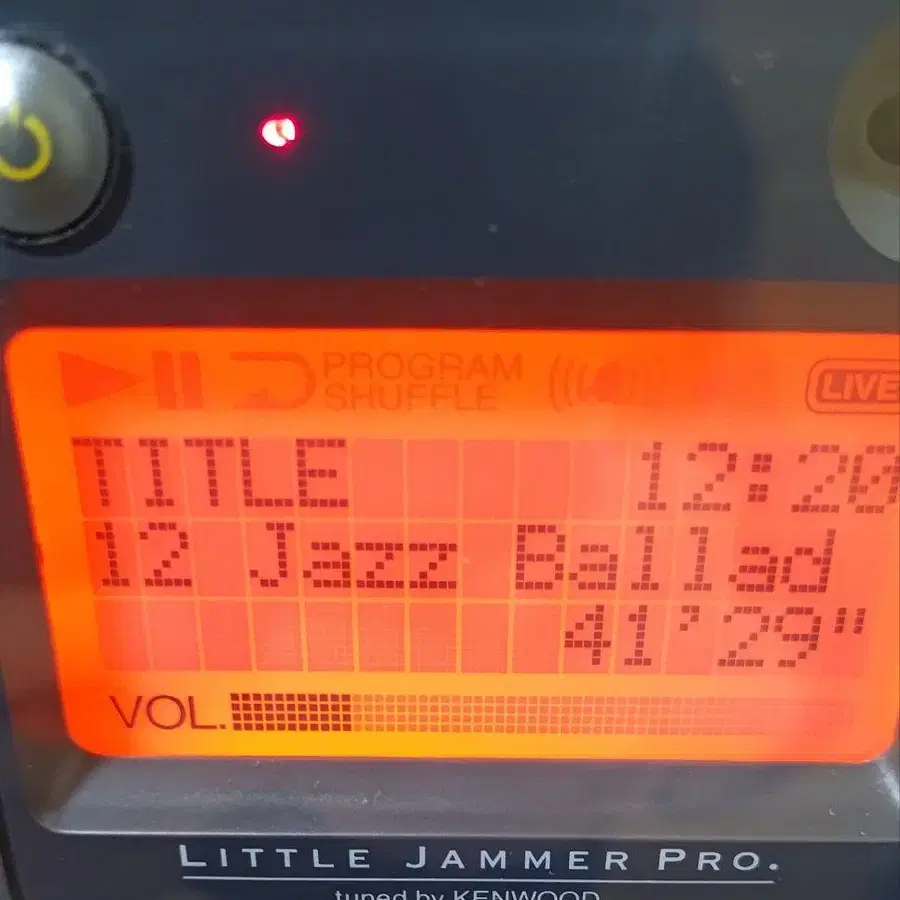 PROGRAM
SHUFFLE
LIVE
TITLE 12:20
12 Jazz Ballad
41'29"
VOL.
LITTLE JAMMER PRO.
tuned by KENWOOD